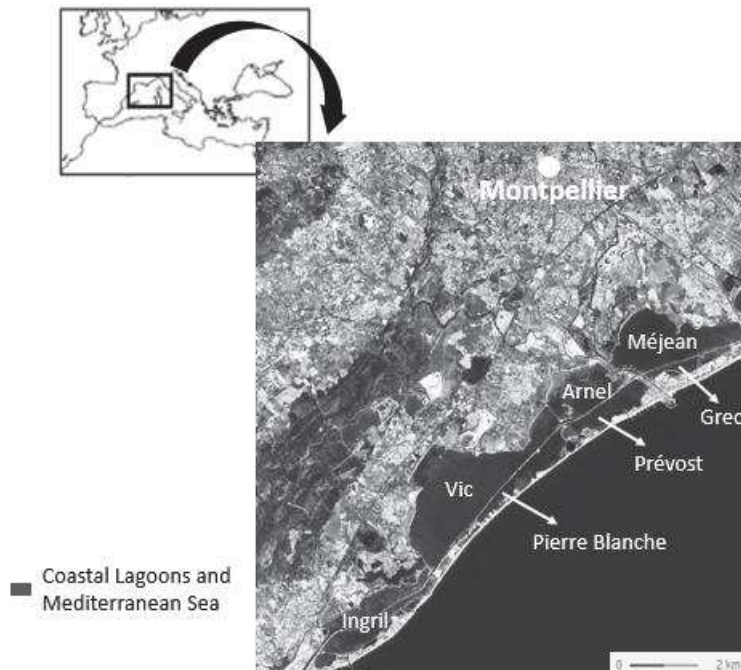 Montpellier
Méjean
Arnel
Grec
Prévost
Vic
Pierre Blanche
Coastal Lagoons and
Mediterranean Sea
Ingril
0 2 km